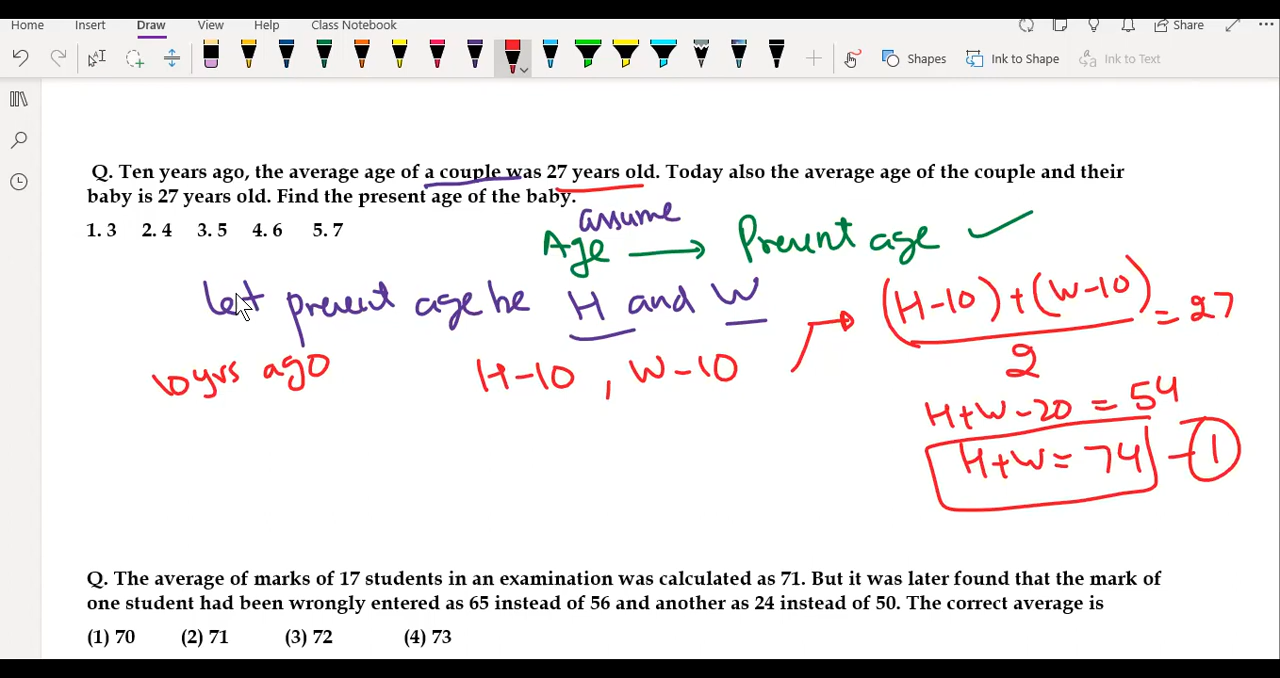 Home Insert Draw View Help Class Notebook Share
Shapes Ink to Shape Ink to Text
Q. Ten years ago, the average age of a couple was 27 years old. Today also the average age of the couple and their
baby is 27 years old. Find the present age of the baby.
1. 3 2. 4 3. 5 4. 6 5. 7
assume
Age → Present age ✓
let present age be H and W
(H-10) + (W-10) = 27
2
10 yrs ago H-10 , W-10
H+W-20 = 54
H+W = 74 - 1
Q. The average of marks of 17 students in an examination was calculated as 71. But it was later found that the mark of
one student had been wrongly entered as 65 instead of 56 and another as 24 instead of 50. The correct average is
(1) 70 (2) 71 (3) 72 (4) 73